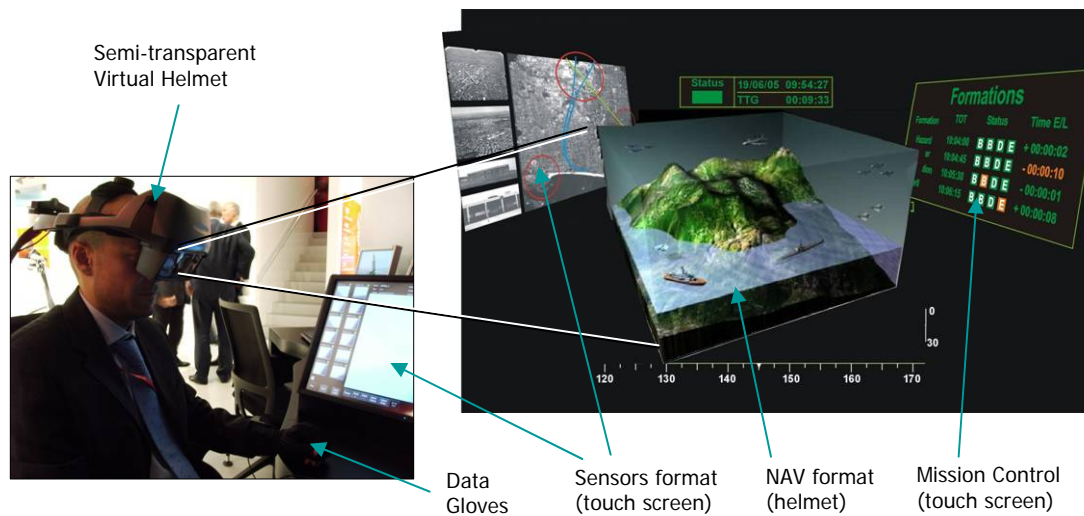 Semi-transparent
Virtual Helmet
Status
19/06/05 09:54:27
TTG 00:09:33
Formations
Formation TOT Status Time E/L
Hazard 10:04:00 B B D E + 00:00:02
er 10:04:45 B B D E - 00:00:10
dion 10:05:30 B B D E - 00:00:01
10:06:15 B B D E + 00:00:08
0
30
120 130 140 150 160 170
Data
Gloves
Sensors format
(touch screen)
NAV format
(helmet)
Mission Control
(touch screen)